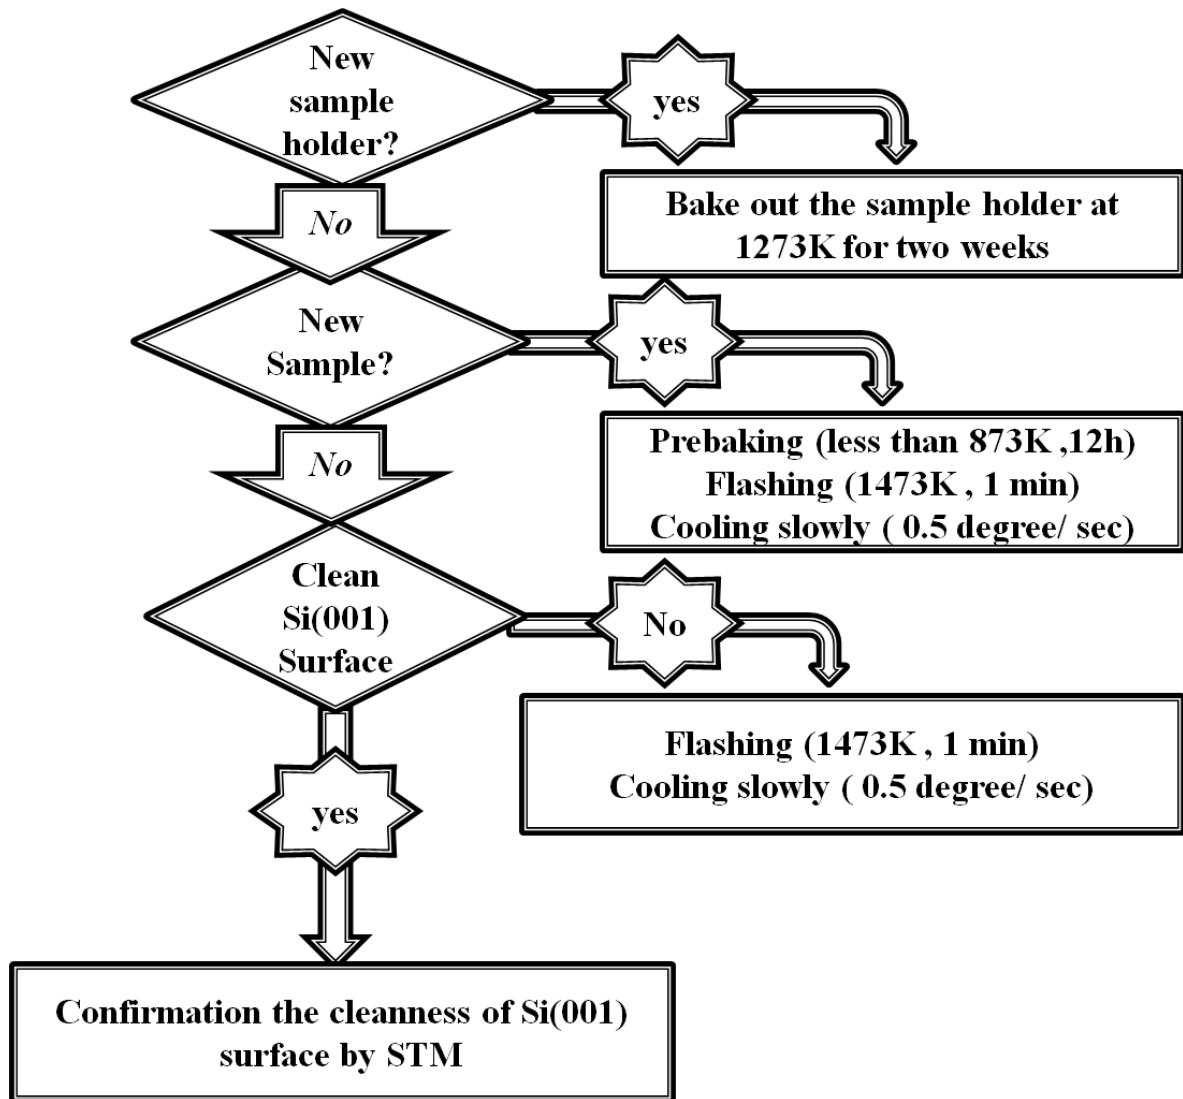 New
sample
holder?
yes
Bake out the sample holder at
1273K for two weeks
No
New
Sample?
yes
Prebaking (less than 873K ,12h)
Flashing (1473K , 1 min)
Cooling slowly ( 0.5 degree/ sec)
No
Clean
Si(001)
Surface
No
Flashing (1473K , 1 min)
Cooling slowly ( 0.5 degree/ sec)
yes
Confirmation the cleanness of Si(001)
surface by STM